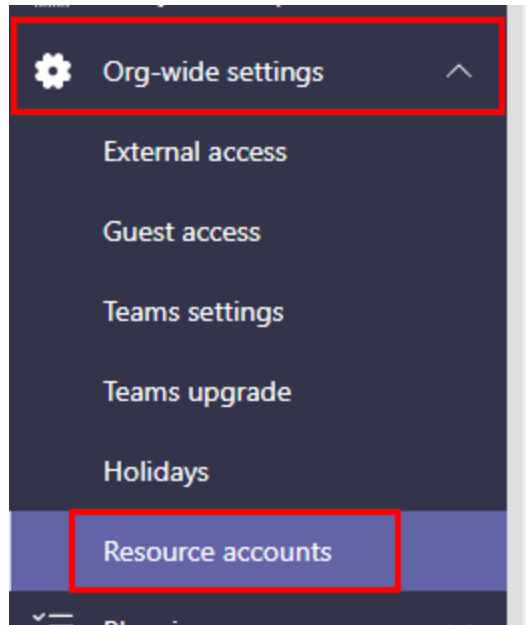 Org-wide settings
External access
Guest access
Teams settings
Teams upgrade
Holidays
Resource accounts